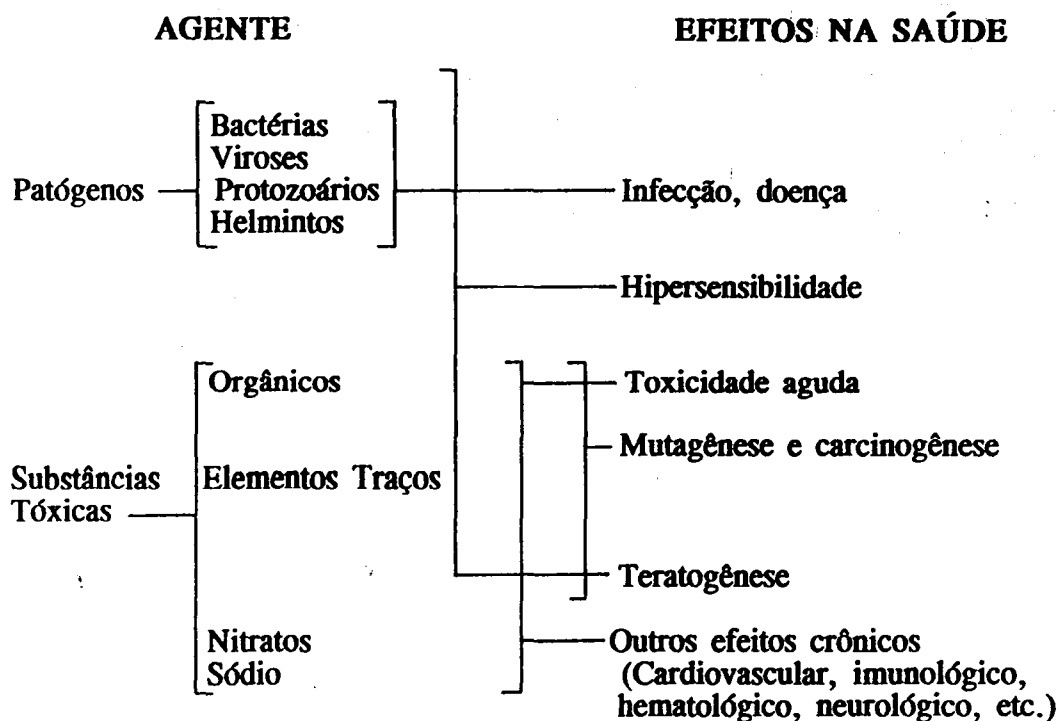 AGENTE
EFEITOS NA SAÚDE
Patógenos
Bactérias
Viroses
Protozoários
Helmintos
Infecção, doença
Hipersensibilidade
Substâncias
Tóxicas
Orgânicos
Elementos Traços
Nitratos
Sódio
Toxicidade aguda
Mutagênese e carcinogênese
Teratogênese
Outros efeitos crônicos
(Cardiovascular, imunológico,
hematológico, neurológico, etc.)